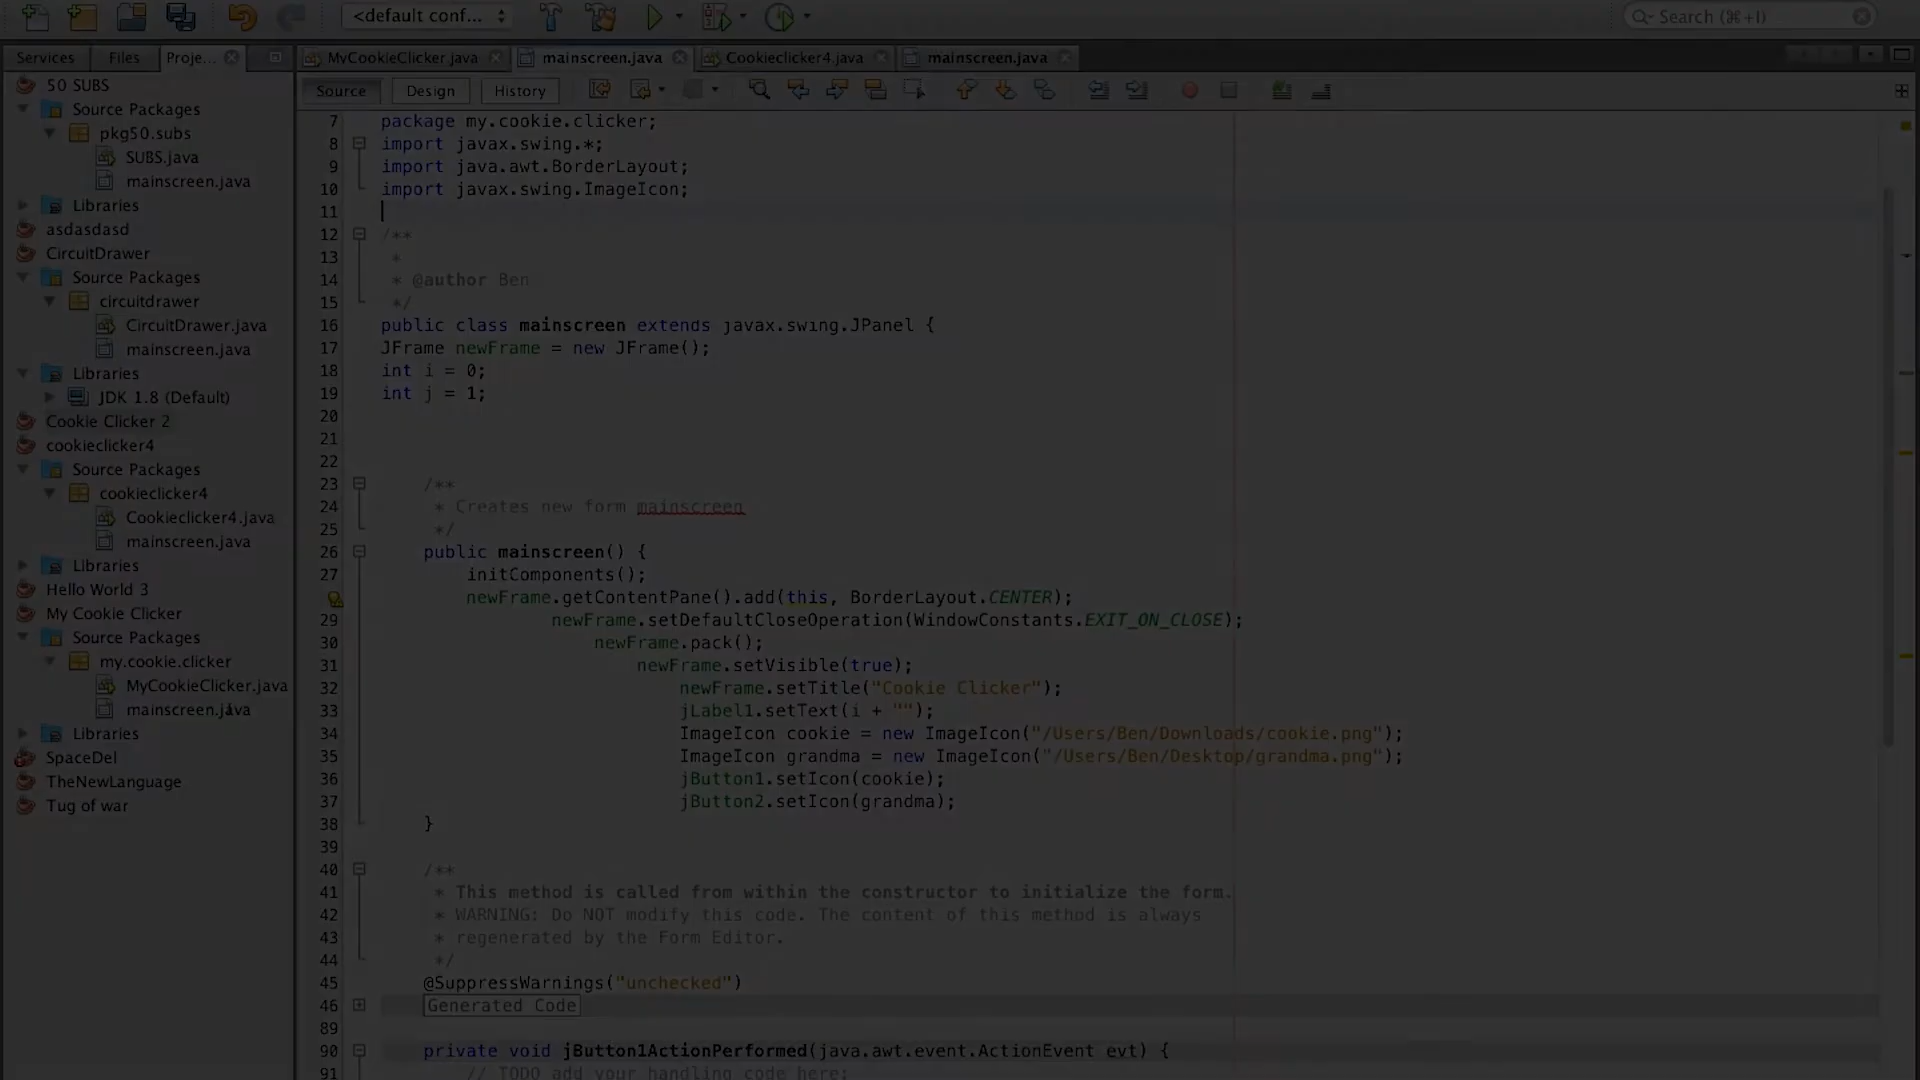 <default conf...
Search (⌘+I)
Services
Files
Proje...
MyCookieClicker.java
mainscreen.java
Cookieclicker4.java
mainscreen.java
Source
Design
History
50 SUBS
Source Packages
pkg50.subs
SUBS.java
mainscreen.java
Libraries
asdasdasd
CircuitDrawer
Source Packages
circuitdrawer
CircuitDrawer.java
mainscreen.java
Libraries
JDK 1.8 (Default)
Cookie Clicker 2
cookieclicker4
Source Packages
cookieclicker4
Cookieclicker4.java
mainscreen.java
Libraries
Hello World 3
My Cookie Clicker
Source Packages
my.cookie.clicker
MyCookieClicker.java
mainscreen.java
Libraries
SpaceDel
TheNewLanguage
Tug of war
7 package my.cookie.clicker;
8 import javax.swing.*;
9 import java.awt.BorderLayout;
10 import javax.swing.ImageIcon;
11
12 /**
13 *
14 * @author Ben
15 */
16 public class mainscreen extends javax.swing.JPanel {
17 JFrame newFrame = new JFrame();
18 int i = 0;
19 int j = 1;
20
21
22
23 /**
24 * Creates new form mainscreen
25 */
26 public mainscreen() {
27 initComponents();
newFrame.getContentPane().add(this, BorderLayout.CENTER);
29 newFrame.setDefaultCloseOperation(WindowConstants.EXIT_ON_CLOSE);
30 newFrame.pack();
31 newFrame.setVisible(true);
32 newFrame.setTitle("Cookie Clicker");
33 jLabel1.setText(i + "");
34 ImageIcon cookie = new ImageIcon("/Users/Ben/Downloads/cookie.png");
35 ImageIcon grandma = new ImageIcon("/Users/Ben/Desktop/grandma.png");
36 jButton1.setIcon(cookie);
37 jButton2.setIcon(grandma);
38 }
39
40 /**
41 * This method is called from within the constructor to initialize the form.
42 * WARNING: Do NOT modify this code. The content of this method is always
43 * regenerated by the Form Editor.
44 */
45 @SuppressWarnings("unchecked")
46 Generated Code
89
90 private void jButton1ActionPerformed(java.awt.event.ActionEvent evt) {
91 // TODO add your handling code here: